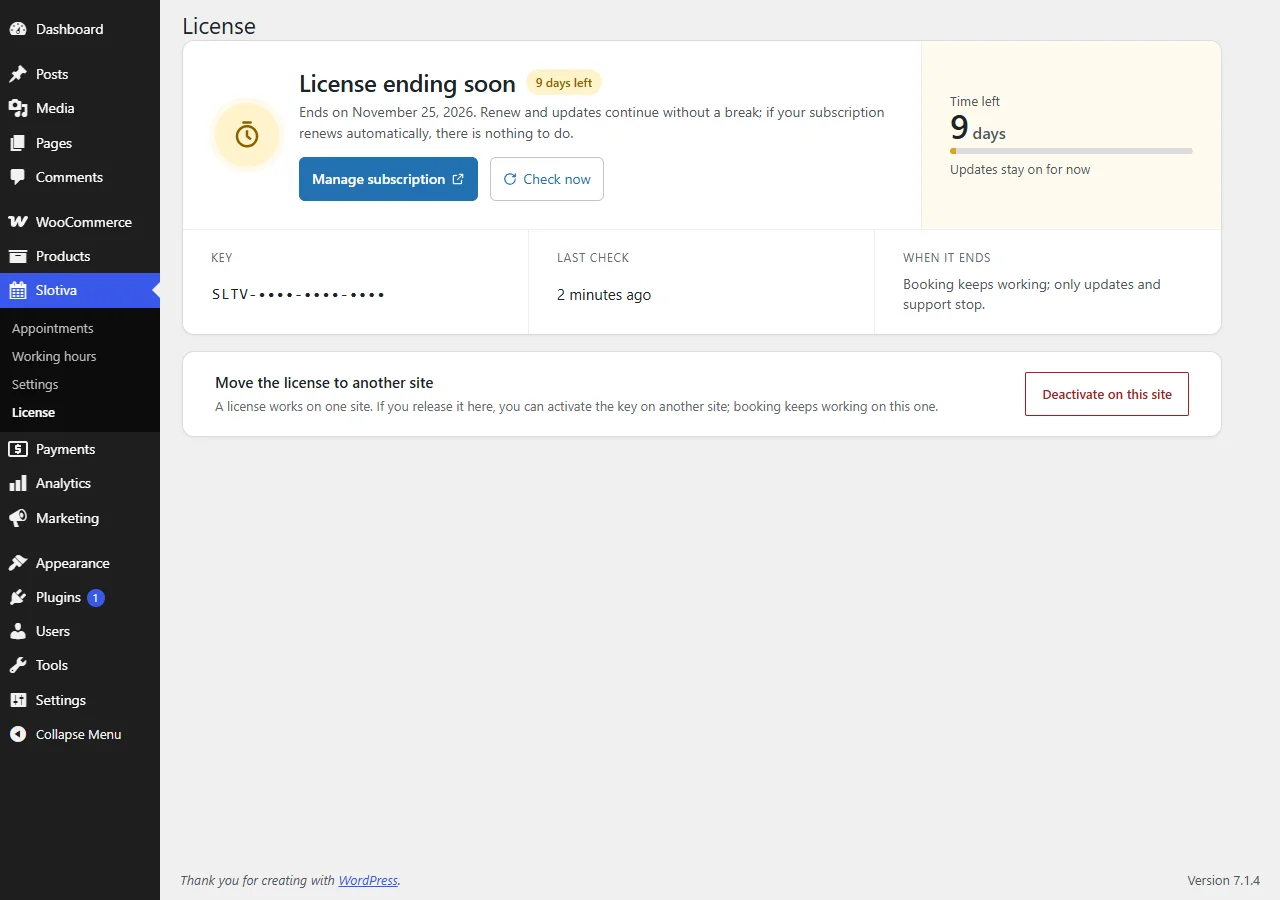 Dashboard
Posts
Media
Pages
Comments
WooCommerce
Products
Slotiva
Appointments
Working hours
Settings
License
Payments
Analytics
Marketing
Appearance
Plugins 1
Users
Tools
Settings
Collapse Menu
License
License ending soon 9 days left
Ends on November 25, 2026. Renew and updates continue without a break; if your subscription
renews automatically, there is nothing to do.
Manage subscription
Check now
Time left
9 days
Updates stay on for now
KEY
SLTV-••••-••••-••••
LAST CHECK
2 minutes ago
WHEN IT ENDS
Booking keeps working; only updates and
support stop.
Move the license to another site
A license works on one site. If you release it here, you can activate the key on another site; booking keeps working on this one.
Deactivate on this site
Thank you for creating with WordPress.
Version 7.1.4